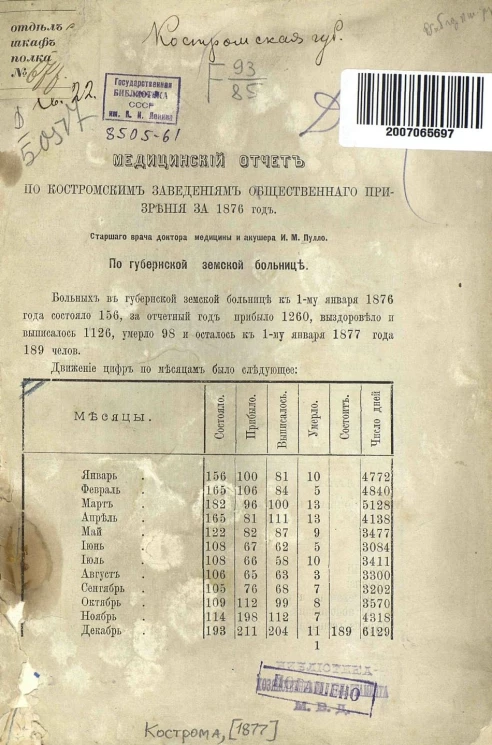 отдѣлъ
шкафъ
полка
№
Костромская губ.
93
85
50517
Государственная
БИБЛИОТЕКА
СССР
им. В. И. Ленина
8505-61
2007065697
МЕДИЦИНСКІЙ ОТЧЕТЪ
ПО КОСТРОМСКИМЪ ЗАВЕДЕНІЯМЪ ОБЩЕСТВЕННАГО ПРИ-
ЗРѢНІЯ ЗА 1876 годъ.
Старшаго врача доктора медицины и акушера И. М. Пулло.
По губернской земской больницѣ.
Больныхъ въ губернской земской больницѣ къ 1-му января 1876
года состояло 156, за отчетный годъ прибыло 1260, выздоровѣло и
выписалось 1126, умерло 98 и осталось къ 1-му января 1877 года
189 челов.
Движеніе цифръ по мѣсяцамъ было слѣдующее:
Мѣсяцы. Состояло. Прибыло. Выписалось. Умерло. Состоитъ. Число дней
Январь . 156 100 81 10 4772
Февраль . 165 106 84 5 4840
Мартъ . 182 96 100 13 5128
Апрѣль . 165 81 111 13 4138
Май . 122 82 87 9 3477
Іюнь . 108 67 62 5 3084
Іюль . 108 66 58 10 3411
Августъ . 106 65 63 3 3300
Сентябрь . 105 76 68 7 3202
Октябрь . 109 112 99 8 3570
Ноябрь . 114 198 112 7 4318
Декабрь . 193 211 204 11 189 6129
1
БИБЛІОТЕКА
ПОГАШЕНО
М. В. Д.
Кострома, [1877]